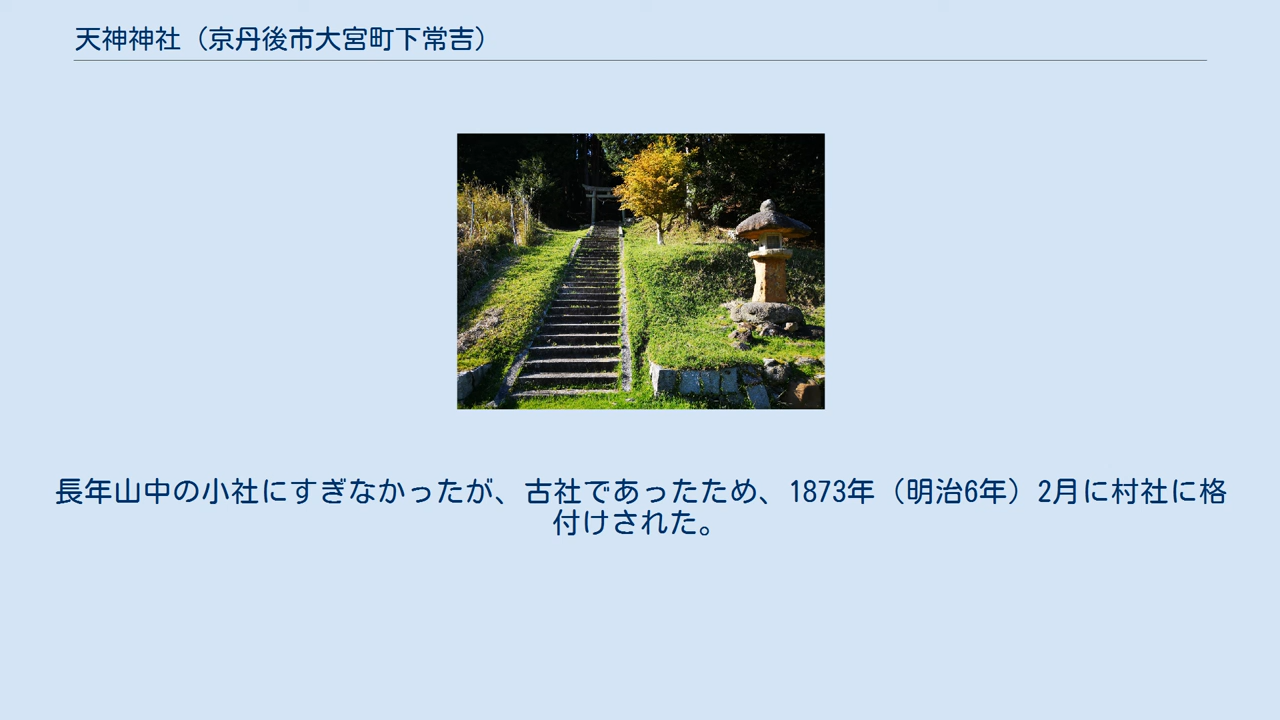 天神神社（京丹後市大宮町下常吉）
長年山中の小社にすぎなかったが、古社であったため、1873年（明治6年）2月に村社に格
付けされた。